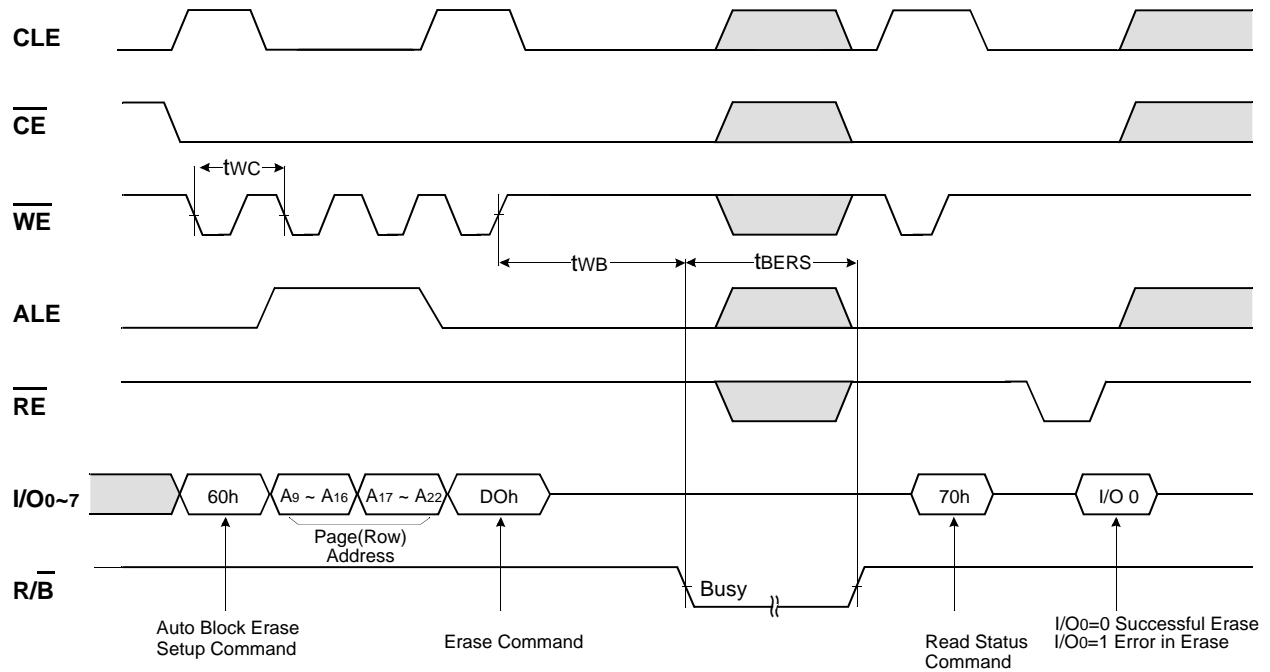 CLE
CE
tWC
WE
tWB
tBERS
ALE
RE
I/O0~7
60h
A9 ~ A16
A17 ~ A22
DOh
70h
I/O 0
Page(Row)
Address
R/B
Busy
Auto Block Erase
Setup Command
Erase Command
Read Status
Command
I/O0=0 Successful Erase
I/O0=1 Error in Erase